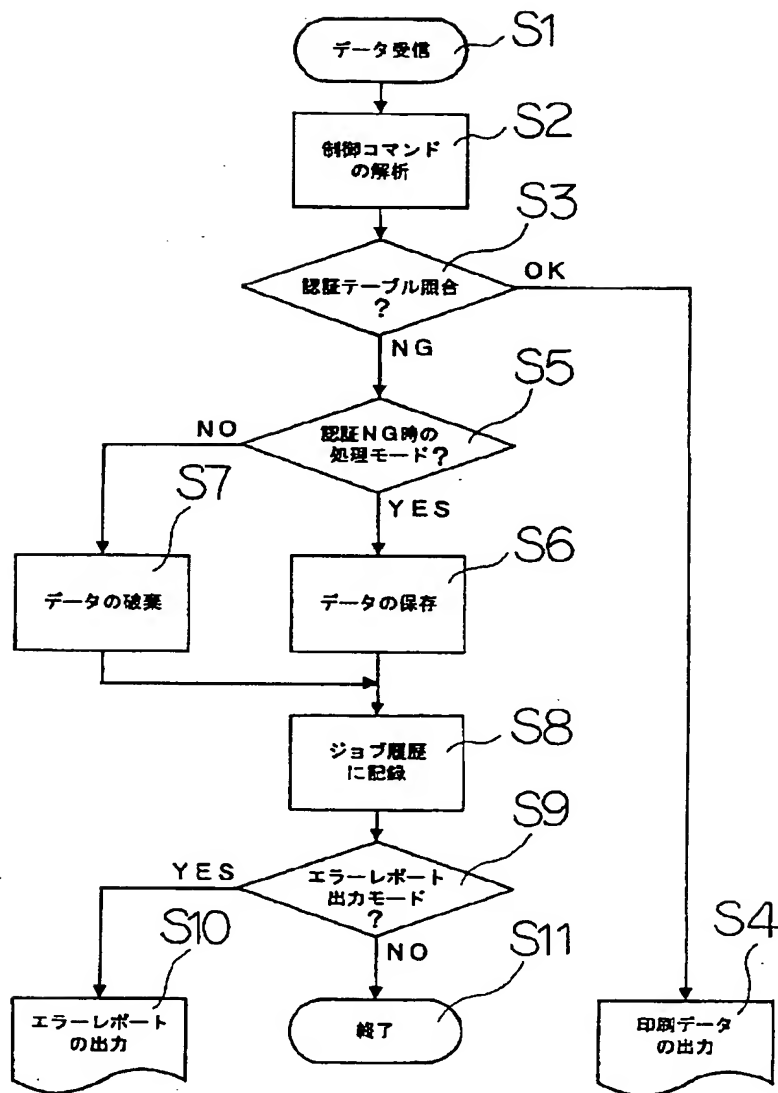 データ受信
S1
制御コマンド
の解析
S2
S3
認証テーブル照合
?
OK
NG
S5
認証NG時の
処理モード?
NO
YES
S7
データの破棄
S6
データの保存
S8
ジョブ履歴
に記録
S9
エラーレポート
出力モード
?
YES
NO
S10
エラーレポート
の出力
S11
終了
S4
印刷データ
の出力